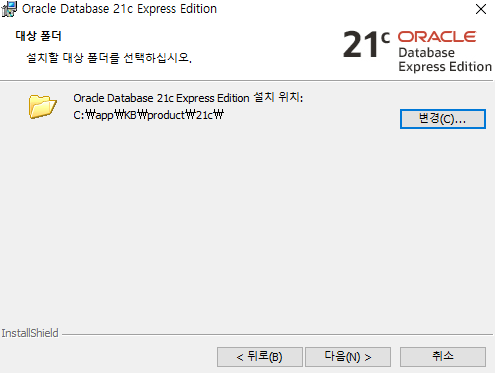 Oracle Database 21c Express Edition
대상 폴더
설치할 대상 폴더를 선택하십시오.
21c ORACLE
Database
Express Edition
Oracle Database 21c Express Edition 설치 위치:
C:₩app₩KB₩product₩21c₩
변경(C)...
InstallShield
< 뒤로(B)
다음(N) >
취소